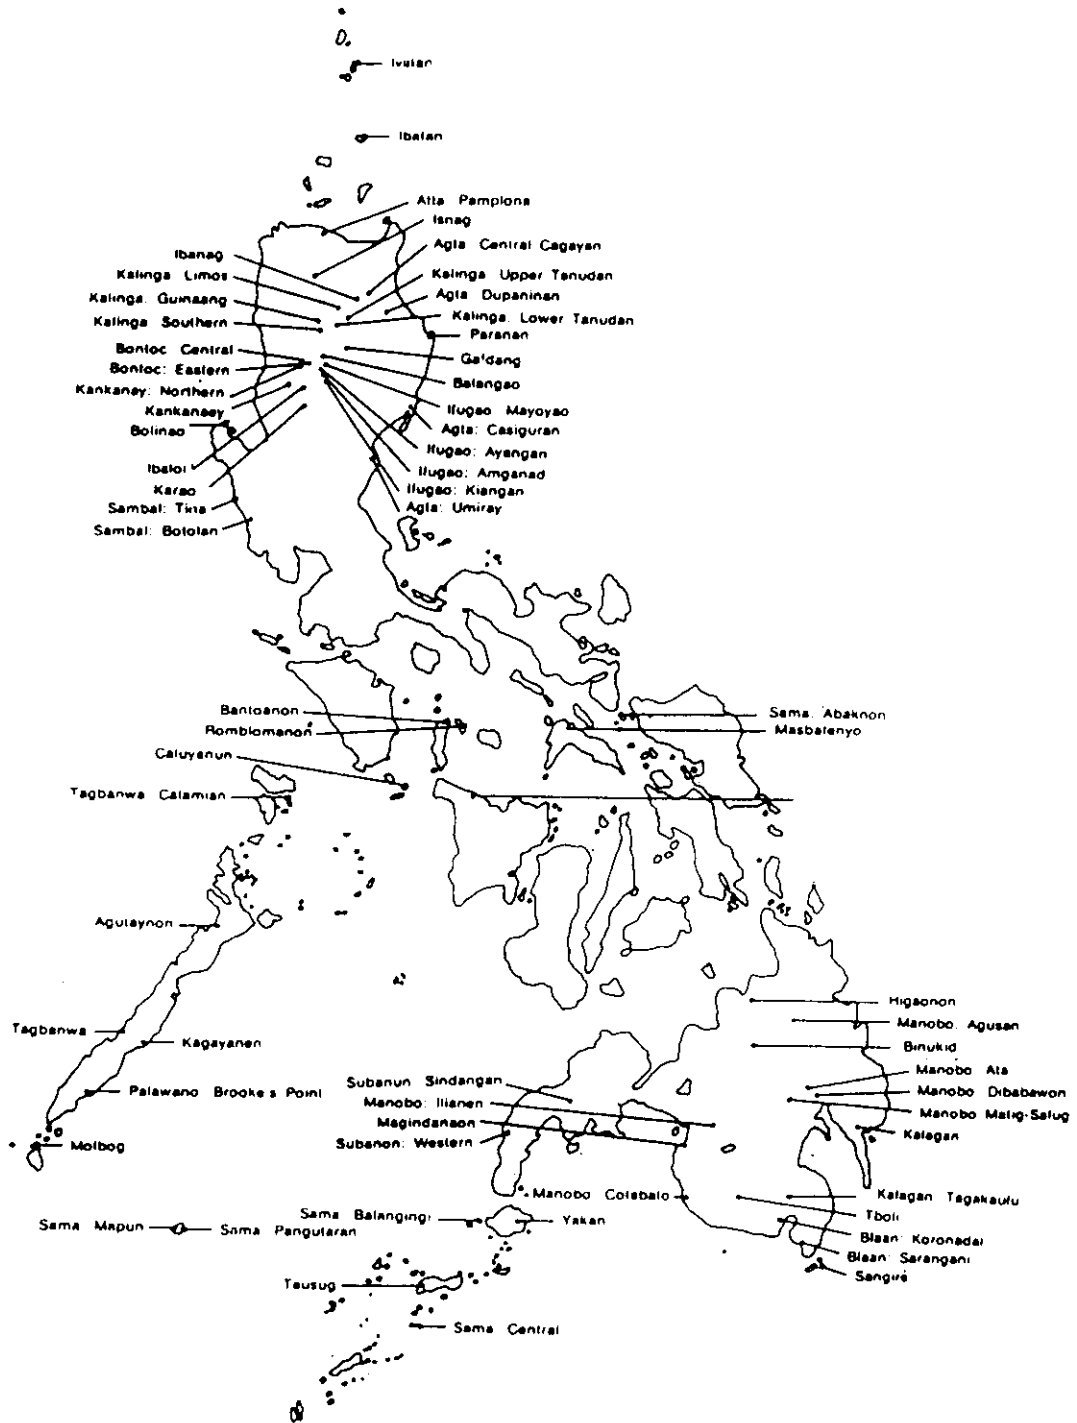 Ivatan
Ibatan
Atta Pamplona
Isnag
Agta Central Cagayan
Ibanag
Kalinga Upper Tanudan
Kalinga Limos
Agta Dupaninan
Kalinga: Guinaang
Kalinga. Lower Tanudan
Kalinga Southern
Paranan
Bontoc Central
Ga'dang
Bontoc: Eastern
Balangao
Kankanay: Northern
Ifugao Mayoyao
Kankanaey
Agta: Casiguran
Bolinao
Ifugao: Ayangan
Ibaloi
Ifugao: Amganad
Karao
Ifugao: Kiangan
Sambal: Tina
Agta: Umiray
Sambal: Botolan
Bantoanon
Sama. Abaknon
Romblomanon
Masbatenyo
Caluyanun
Tagbanwa Calamian
Agutaynon
Higaonon
Manobo. Agusan
Tagbanwa
Kagayanen
Binukid
Manobo Ata
Subanun Sindangan
Palawano Brooke's Point
Manobo Dibabawon
Manobo: Ilianen
Manobo Matig-Salug
Magindanaon
Kalagan
Molbog
Subanon: Western
Manobo Cotabato
Kalagan Tagakaulu
Tboli
Sama Balangingi
Yakan
Sama Mapun
Sama Pangutaran
Blaan: Koronadal
Blaan: Sarangani
Sangire
Tausug
Sama Central